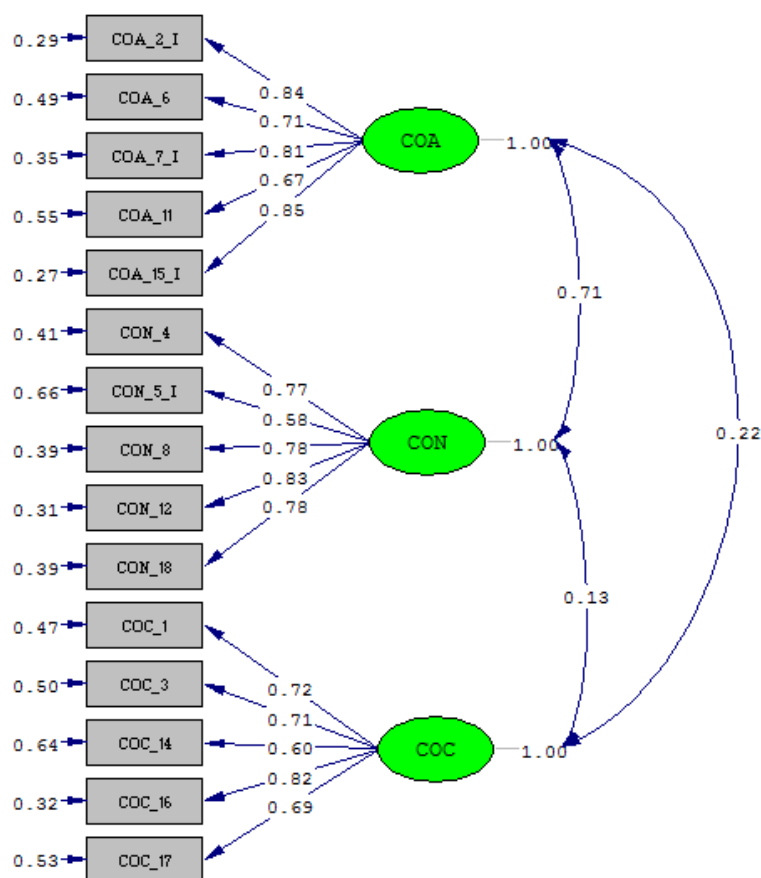 0.29 COA_2_I
0.84
0.49 COA_6
0.71
COA
1.00
0.35 COA_7_I
0.81
0.67
0.55 COA_11
0.85
0.27 COA_15_I
0.71
0.41 CON_4
0.77
0.66 CON_5_I
0.58
CON
1.00
0.22
0.39 CON_8
0.78
0.83
0.31 CON_12
0.78
0.39 CON_18
0.13
0.47 COC_1
0.72
0.50 COC_3
0.71
0.64 COC_14
0.60
COC
1.00
0.82
0.32 COC_16
0.69
0.53 COC_17